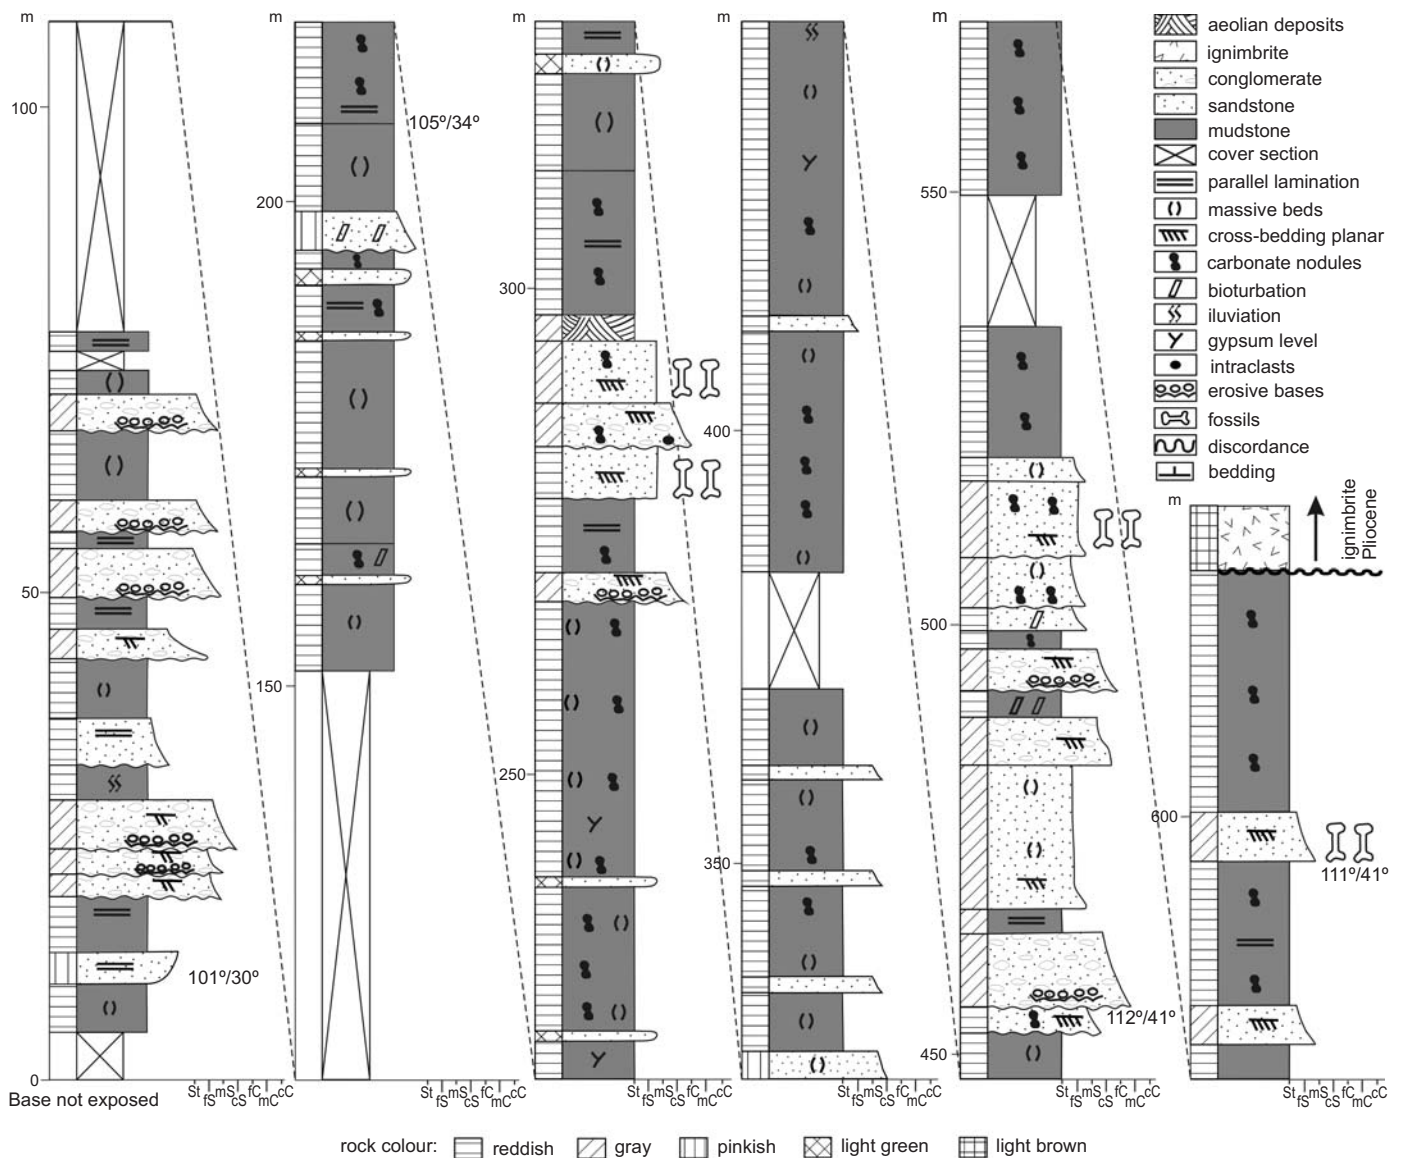 m
100
50
0
Base not exposed
101º/30º
St fS mS cS fC mC cC
105º/34º
200
150
St fS mS cS fC mC cC
m
300
250
St fS mS cS fC mC cC
m
400
350
St fS mS cS fC mC cC
m
550
500
450
112º/41º
St fS mS cS fC mC cC
m
600
111º/41º
ignimbrite
Pliocene
St fS mS cS fC mC cC
aeolian deposits
ignimbrite
conglomerate
sandstone
mudstone
cover section
parallel lamination
massive beds
cross-bedding planar
carbonate nodules
bioturbation
iluviation
gypsum level
intraclasts
erosive bases
fossils
discordance
bedding
rock colour: reddish gray pinkish light green light brown